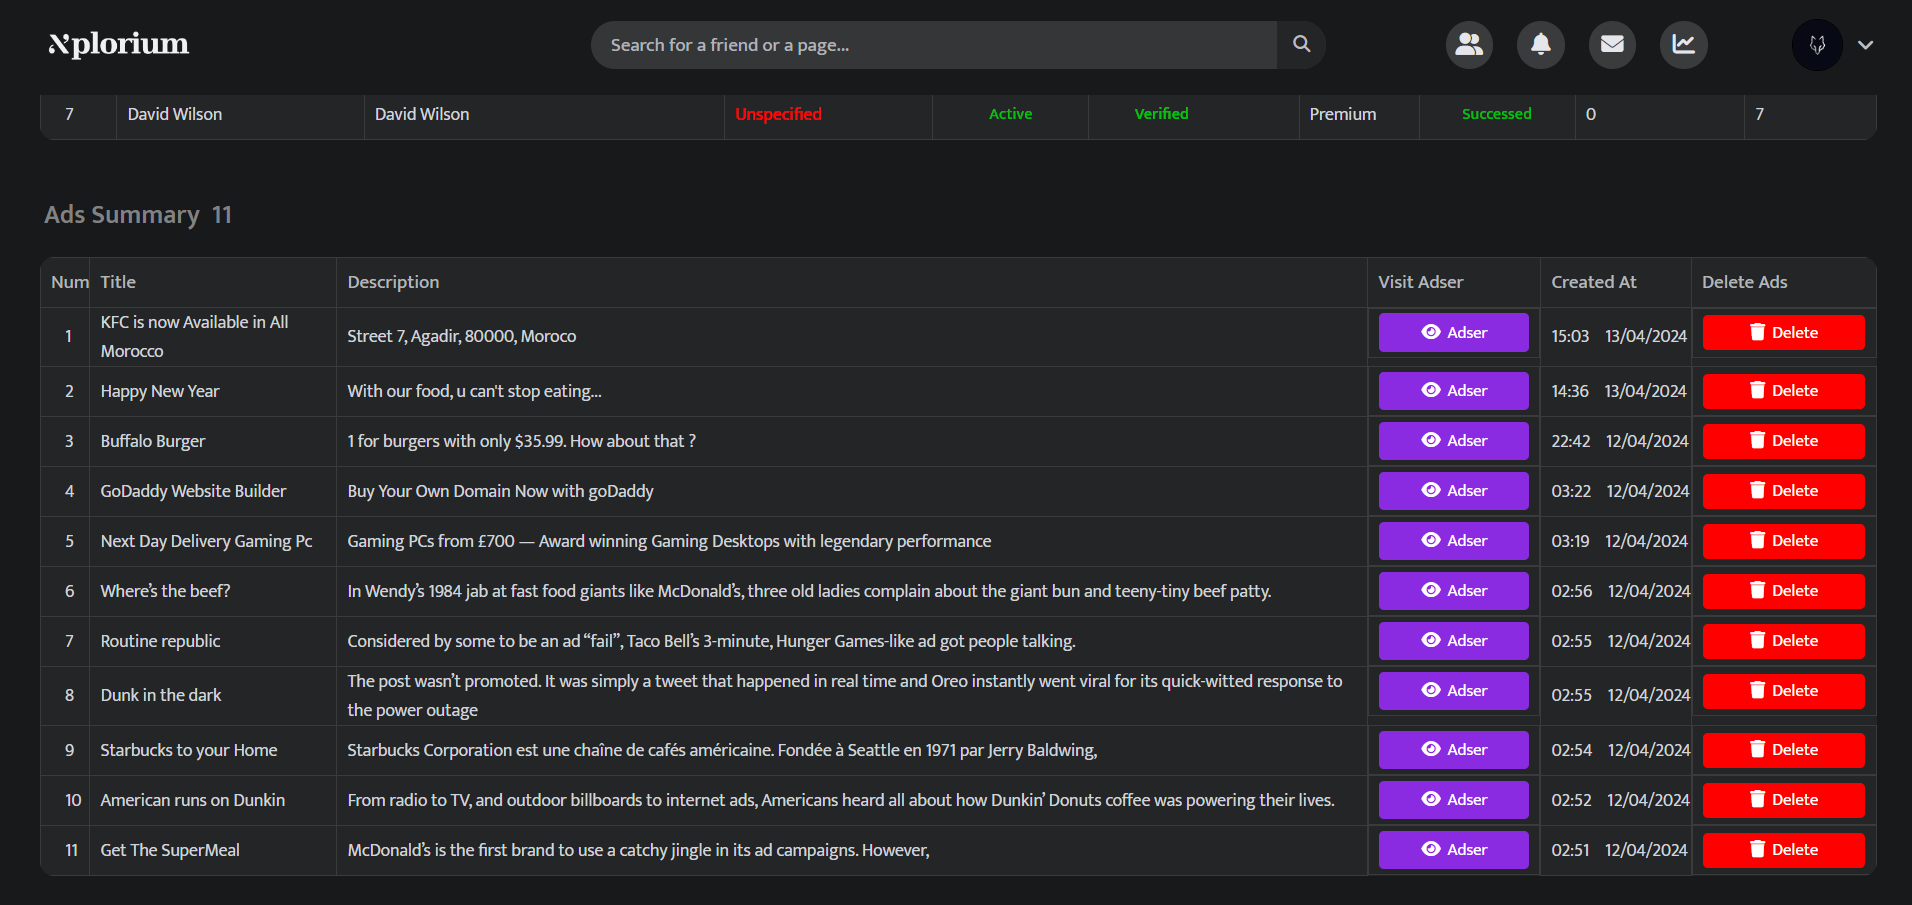 Xplorium
Search for a friend or a page...
7 David Wilson David Wilson Unspecified Active Verified Premium Successed 0 7
Ads Summary 11
Num Title Description Visit Adser Created At Delete Ads
1 KFC is now Available in All Morocco Street 7, Agadir, 80000, Moroco Adser 15:03 13/04/2024 Delete
2 Happy New Year With our food, u can't stop eating... Adser 14:36 13/04/2024 Delete
3 Buffalo Burger 1 for burgers with only $35.99. How about that ? Adser 22:42 12/04/2024 Delete
4 GoDaddy Website Builder Buy Your Own Domain Now with goDaddy Adser 03:22 12/04/2024 Delete
5 Next Day Delivery Gaming Pc Gaming PCs from £700 — Award winning Gaming Desktops with legendary performance Adser 03:19 12/04/2024 Delete
6 Where’s the beef? In Wendy’s 1984 jab at fast food giants like McDonald’s, three old ladies complain about the giant bun and teeny-tiny beef patty. Adser 02:56 12/04/2024 Delete
7 Routine republic Considered by some to be an ad “fail”, Taco Bell’s 3-minute, Hunger Games-like ad got people talking. Adser 02:55 12/04/2024 Delete
8 Dunk in the dark The post wasn’t promoted. It was simply a tweet that happened in real time and Oreo instantly went viral for its quick-witted response to the power outage Adser 02:55 12/04/2024 Delete
9 Starbucks to your Home Starbucks Corporation est une chaîne de cafés américaine. Fondée à Seattle en 1971 par Jerry Baldwing, Adser 02:54 12/04/2024 Delete
10 American runs on Dunkin From radio to TV, and outdoor billboards to internet ads, Americans heard all about how Dunkin’ Donuts coffee was powering their lives. Adser 02:52 12/04/2024 Delete
11 Get The SuperMeal McDonald’s is the first brand to use a catchy jingle in its ad campaigns. However, Adser 02:51 12/04/2024 Delete